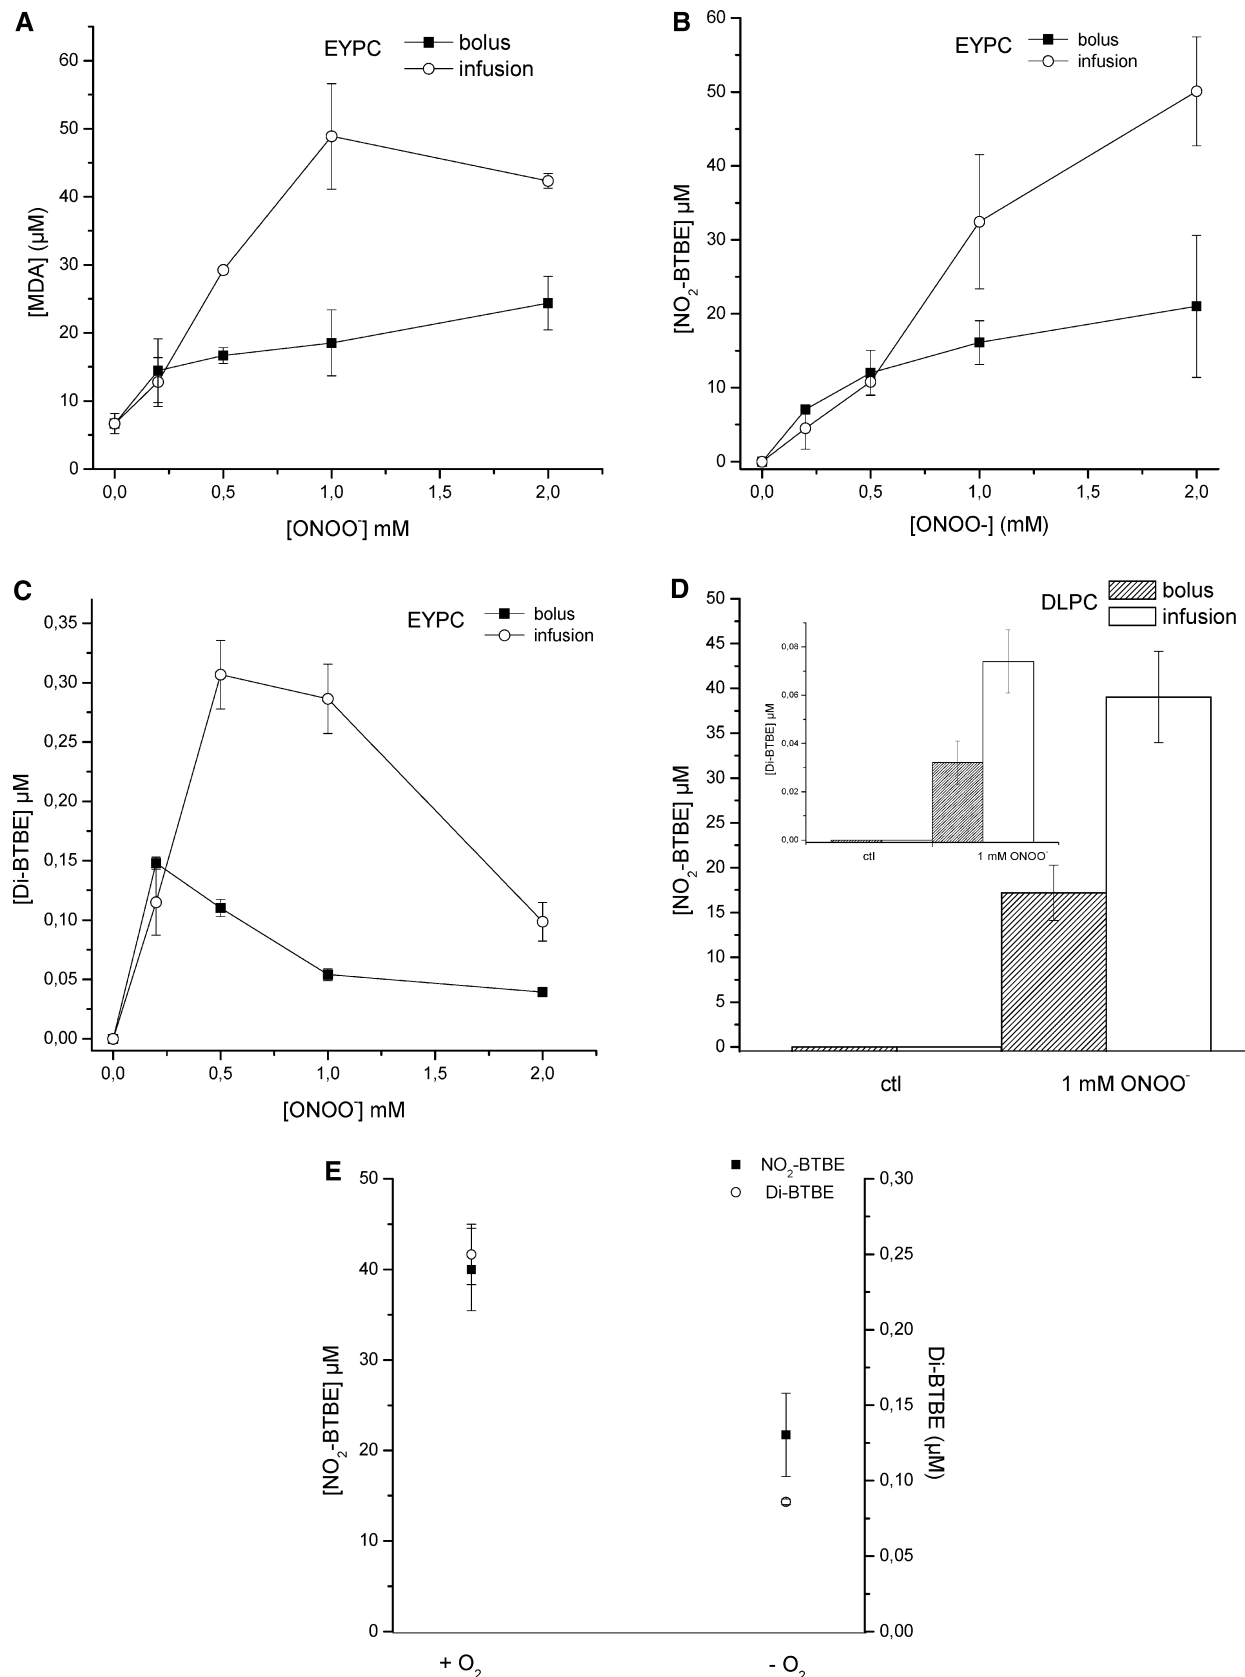 A
EYPC
bolus
infusion
60
50
40
30
20
10
0
[MDA] (µM)
0,0 0,5 1,0 1,5 2,0
[ONOO⁻] mM
B
EYPC
bolus
infusion
60
50
40
30
20
10
0
[NO₂-BTBE] µM
0,0 0,5 1,0 1,5 2,0
[ONOO-] (mM)
C
EYPC
bolus
infusion
0,35
0,30
0,25
0,20
0,15
0,10
0,05
0,00
[Di-BTBE] µM
0,0 0,5 1,0 1,5 2,0
[ONOO⁻] mM
D
DLPC
bolus
infusion
50
45
40
35
30
25
20
15
10
5
0
[NO₂-BTBE] µM
0,08
0,06
0,04
0,02
0,00
[Di-BTBE] µM
ctl 1 mM ONOO⁻
ctl 1 mM ONOO⁻
E
NO₂-BTBE
Di-BTBE
50
40
30
20
10
0
[NO₂-BTBE] µM
0,30
0,25
0,20
0,15
0,10
0,05
0,00
Di-BTBE (µM)
+ O₂ - O₂